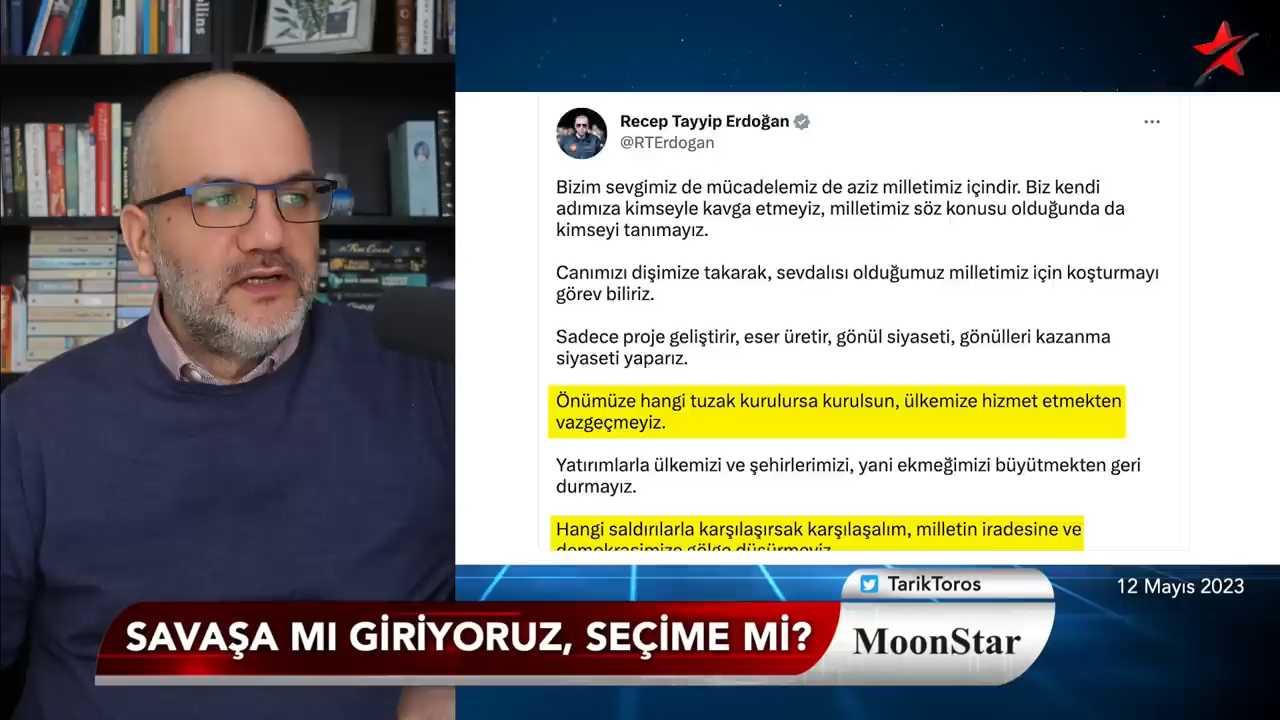 Recep Tayyip Erdoğan
@RTErdogan
Bizim sevgimiz de mücadelemiz de aziz milletimiz içindir. Biz kendi
adımıza kimseyle kavga etmeyiz, milletimiz söz konusu olduğunda da
kimseyi tanımayız.
Canımızı dişimize takarak, sevdalısı olduğumuz milletimiz için koşturmayı
görev biliriz.
Sadece proje geliştirir, eser üretir, gönül siyaseti, gönülleri kazanma
siyaseti yaparız.
Önümüze hangi tuzak kurulursa kurulsun, ülkemize hizmet etmekten
vazgeçmeyiz.
Yatırımlarla ülkemizi ve şehirlerimizi, yani ekmeğimizi büyütmekten geri
durmayız.
Hangi saldırılarla karşılaşırsak karşılaşalım, milletin iradesine ve
demokrasimize gölge düşürmeyiz.
TarikToros
12 Mayıs 2023
SAVAŞA MI GİRİYORUZ, SEÇİME Mİ?
MoonStar